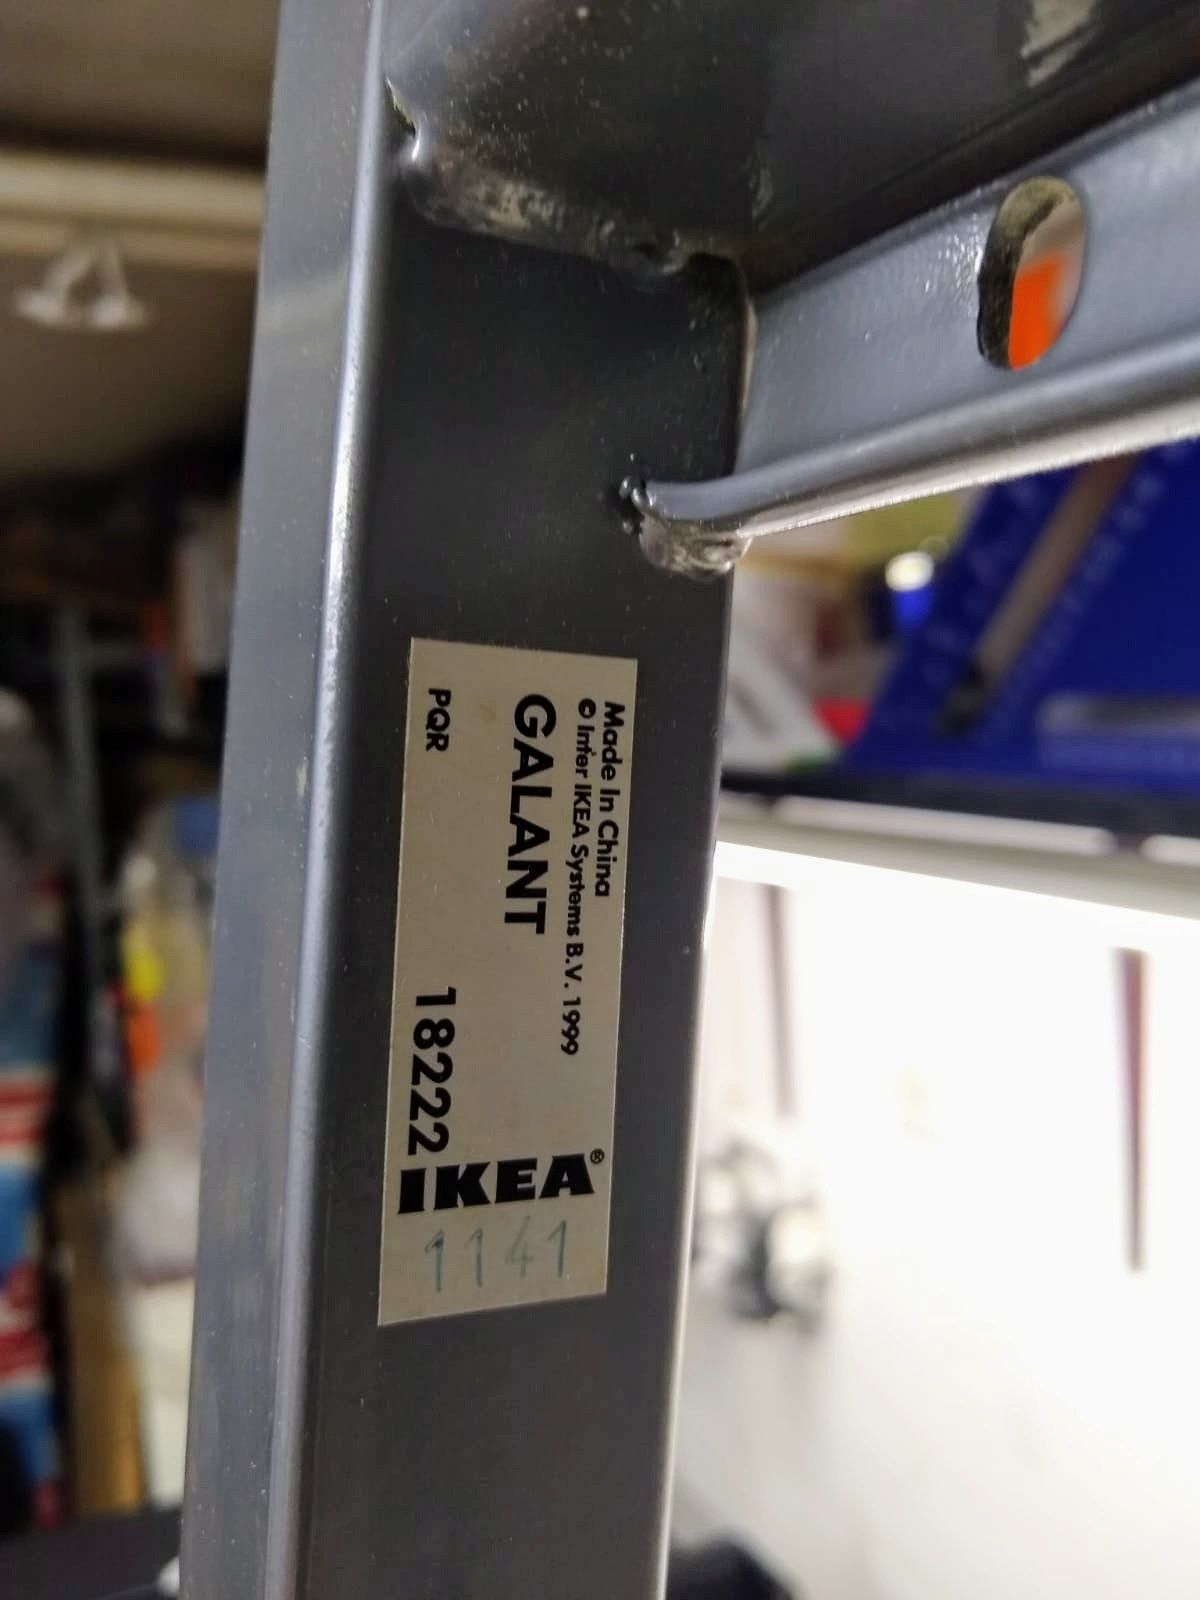 Made In China
© Inter IKEA Systems B.V. 1999
GALANT
PQR
18222
IKEA®
1141